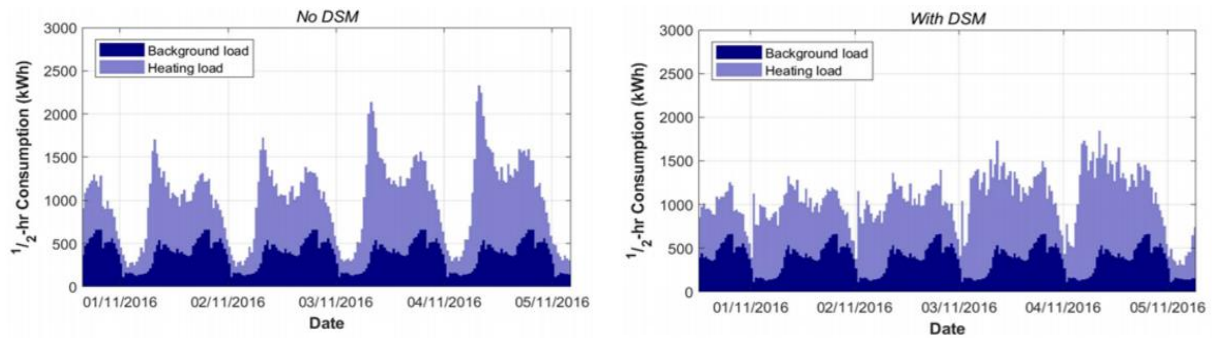 No DSM
3000
2500
2000
1500
1000
500
0
1/2-hr Consumption (kWh)
Background load
Heating load
01/11/2016 02/11/2016 03/11/2016 04/11/2016 05/11/2016
Date
With DSM
3000
2500
2000
1500
1000
500
0
1/2-hr Consumption (kWh)
Background load
Heating load
01/11/2016 02/11/2016 03/11/2016 04/11/2016 05/11/2016
Date